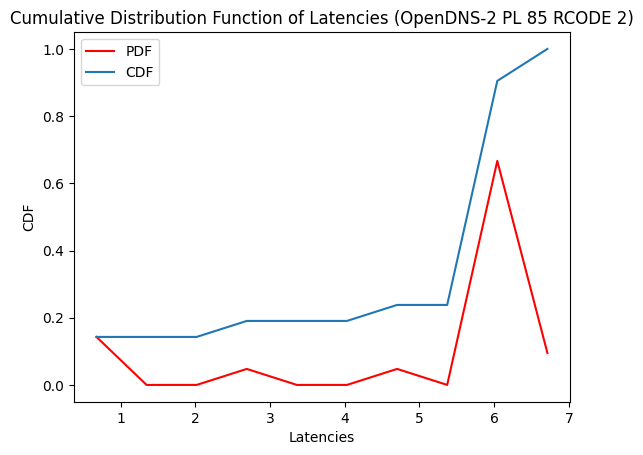 Cumulative Distribution Function of Latencies (OpenDNS-2 PL 85 RCODE 2)
PDF
CDF
1.0
0.8
0.6
0.4
0.2
0.0
CDF
1 2 3 4 5 6 7
Latencies